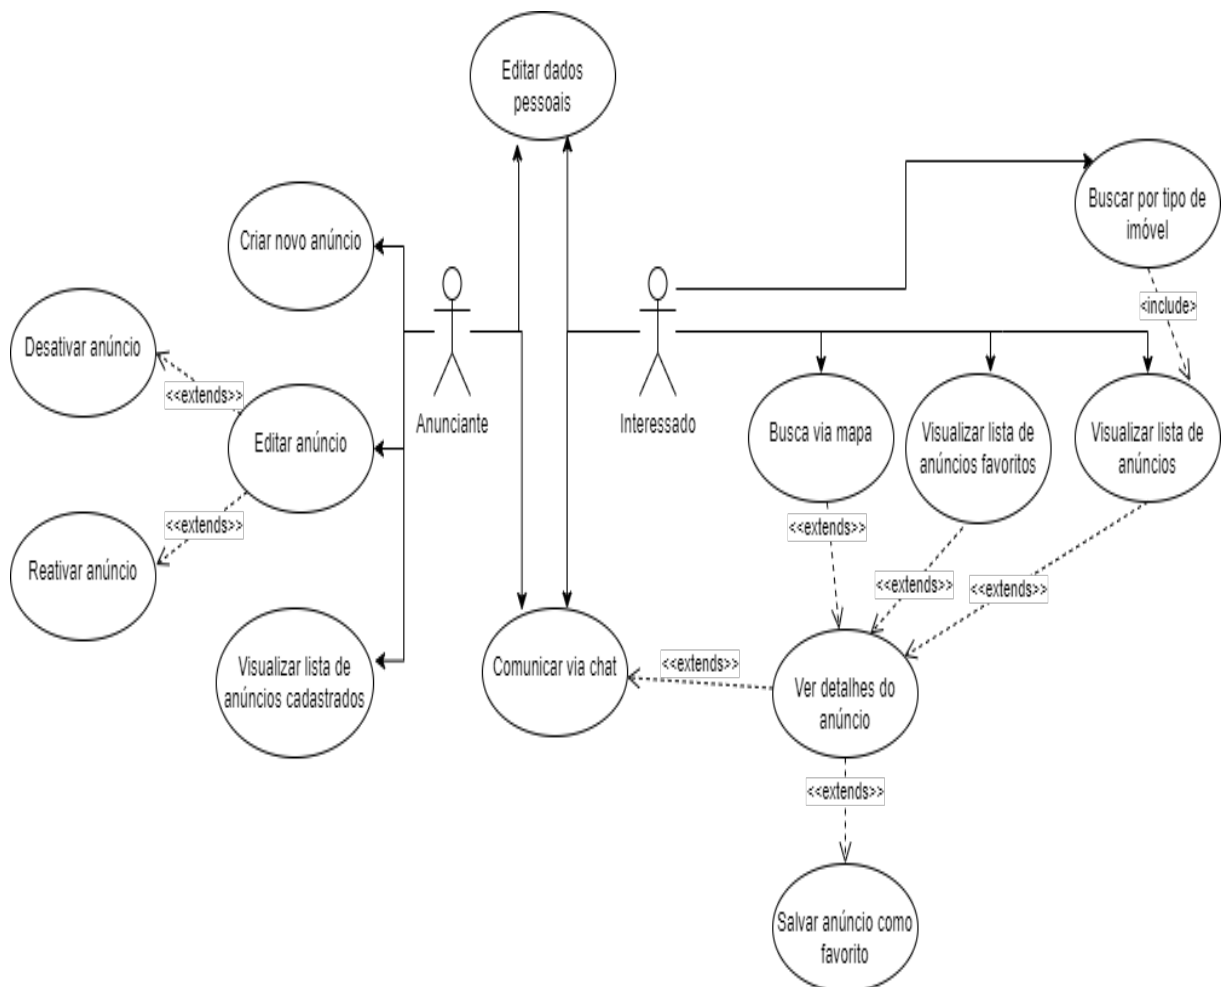 Editar dados
pessoais
Buscar por tipo de
imóvel
Criar novo anúncio
<include>
Desativar anúncio
<<extends>>
Anunciante
Interessado
Editar anúncio
Busca via mapa
Visualizar lista de
anúncios favoritos
Visualizar lista de
anúncios
<<extends>>
<<extends>>
Reativar anúncio
<<extends>>
<<extends>>
Visualizar lista de
anúncios cadastrados
Comunicar via chat
<<extends>>
Ver detalhes do
anúncio
<<extends>>
Salvar anúncio como
favorito